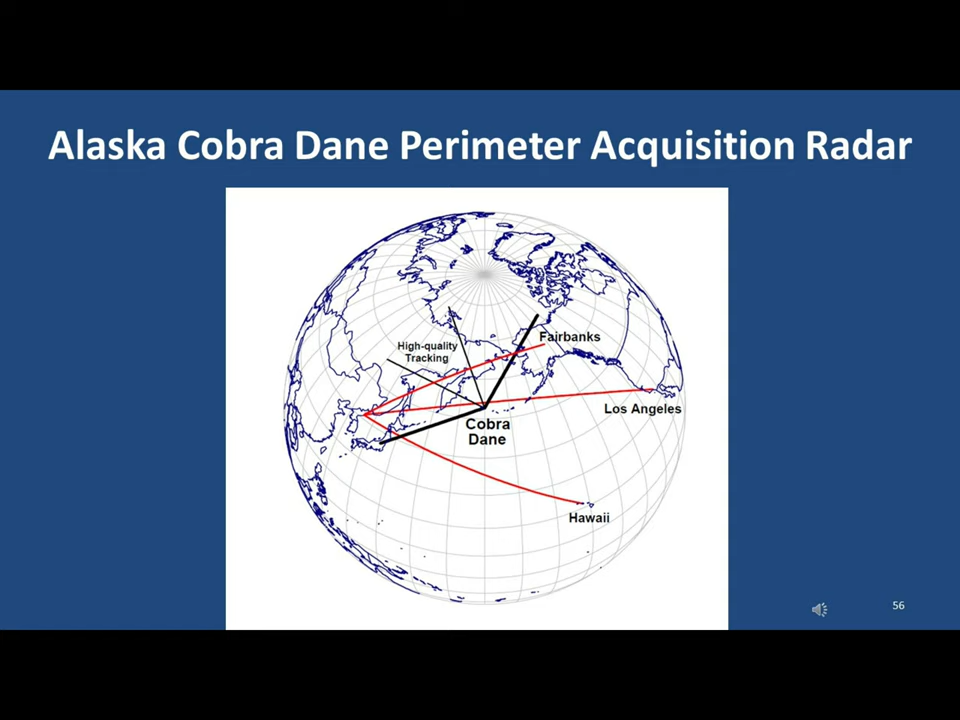 Alaska Cobra Dane Perimeter Acquisition Radar
Fairbanks
High-quality
Tracking
Los Angeles
Cobra
Dane
Hawaii
56